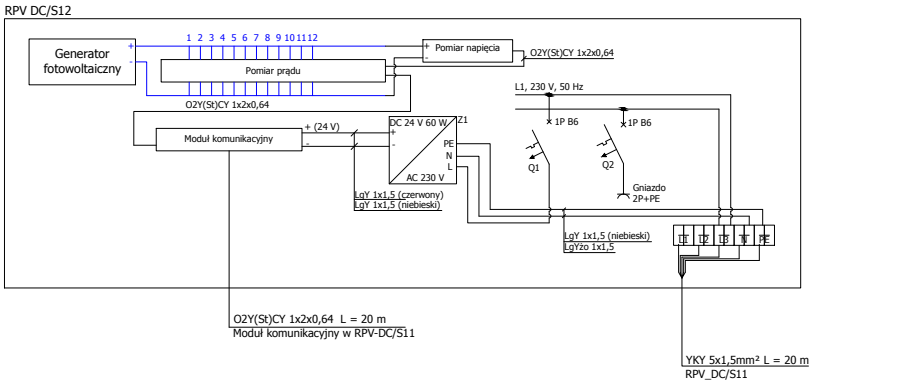 RPV DC/S12
Generator
fotowoltaiczny
+
-
1 2 3 4 5 6 7 8 9 10 11 12
Pomiar prądu
+
-
Pomiar napięcia
O2Y(St)CY 1x2x0,64
O2Y(St)CY 1x2x0,64
Moduł komunikacyjny
+ (24 V)
-
DC 24 V 60 W
Z1
+
-
PE
N
L
AC 230 V
LgY 1x1,5 (czerwony)
LgY 1x1,5 (niebieski)
L1, 230 V, 50 Hz
1P B6
Q1
1P B6
Q2
Gniazdo
2P+PE
LgY 1x1,5 (niebieski)
LgYżo 1x1,5
L1 L2 L3 N PE
O2Y(St)CY 1x2x0,64 L = 20 m
Moduł komunikacyjny w RPV-DC/S11
YKY 5x1,5mm² L = 20 m
RPV_DC/S11